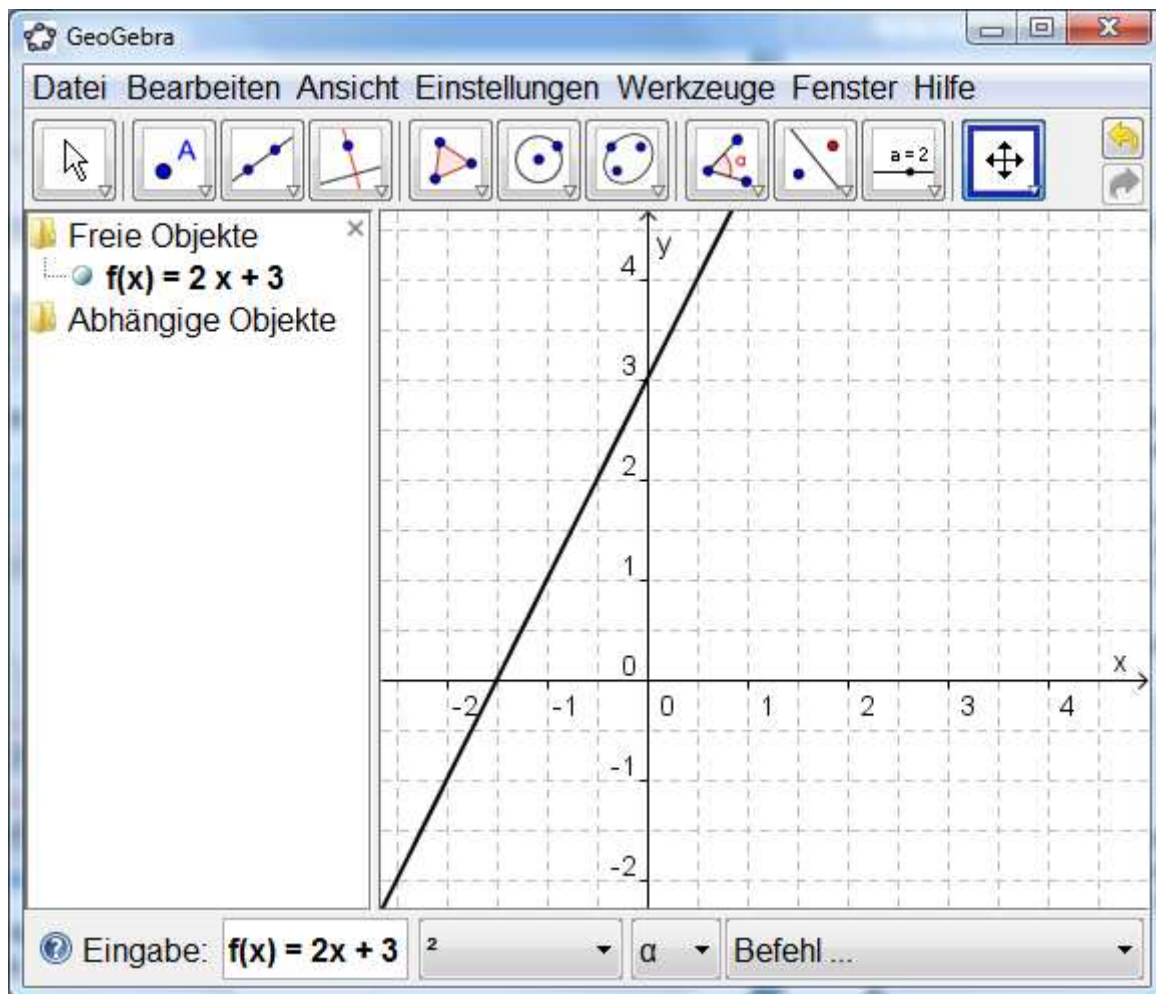 GeoGebra
Datei Bearbeiten Ansicht Einstellungen Werkzeuge Fenster Hilfe
A
α
a = 2
Freie Objekte
f(x) = 2 x + 3
Abhängige Objekte
y
4
3
2
1
0
x
-2 -1 0 1 2 3 4
-1
-2
Eingabe: f(x) = 2x + 3 ² α Befehl ...